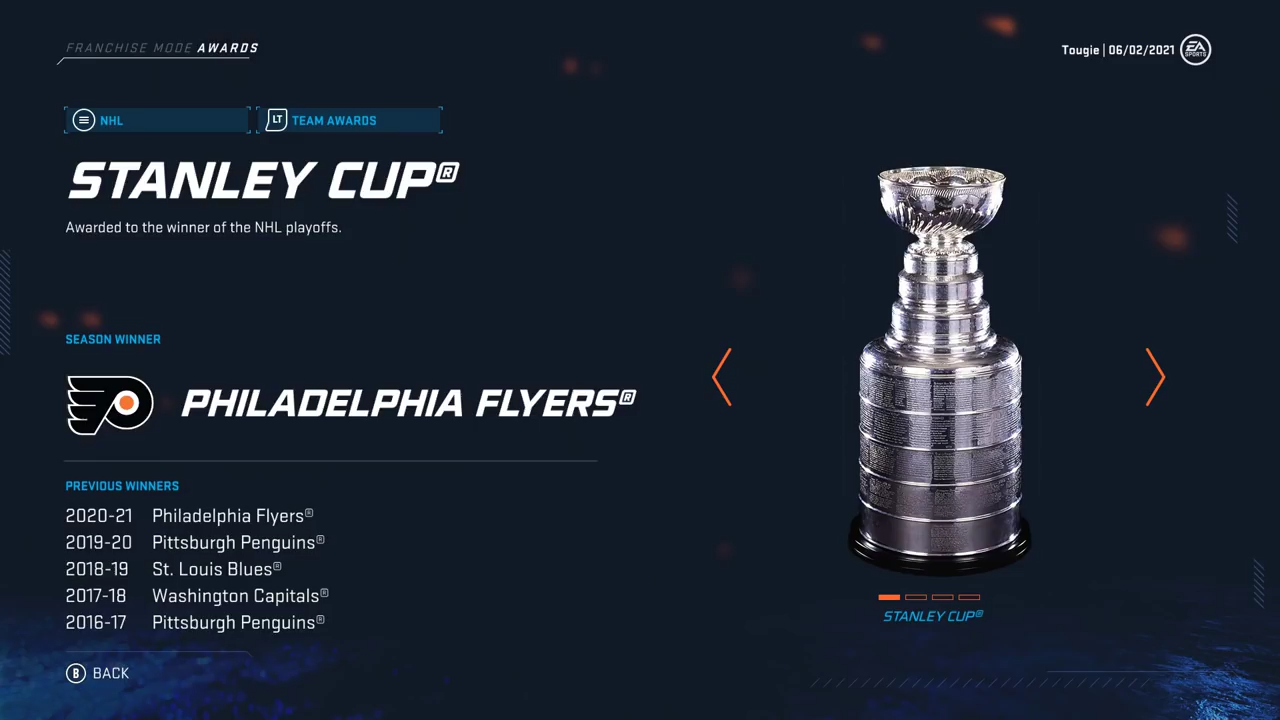 FRANCHISE MODE AWARDS
Tougie | 06/02/2021
EA SPORTS
NHL
LT TEAM AWARDS
STANLEY CUP®
Awarded to the winner of the NHL playoffs.
SEASON WINNER
PHILADELPHIA FLYERS®
PREVIOUS WINNERS
2020-21 Philadelphia Flyers®
2019-20 Pittsburgh Penguins®
2018-19 St. Louis Blues®
2017-18 Washington Capitals®
2016-17 Pittsburgh Penguins®
STANLEY CUP®
B BACK